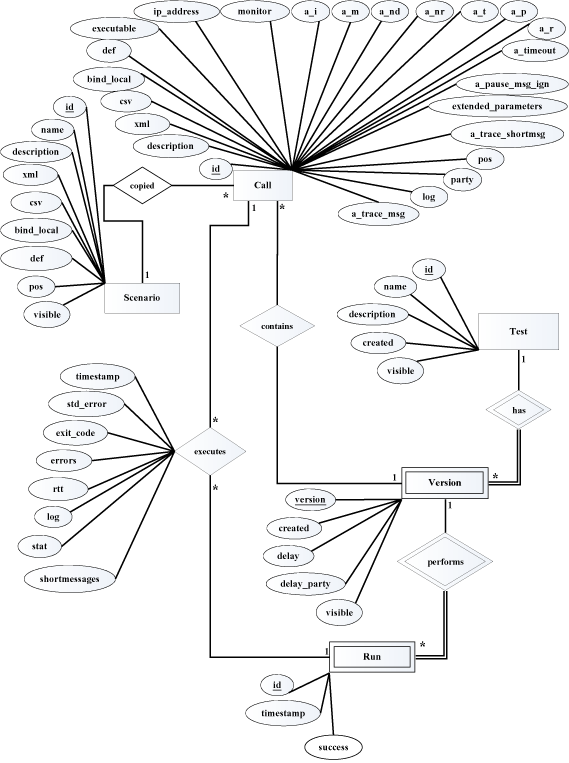 ip_address
monitor
a_i
a_m
a_nd
a_nr
a_t
a_p
a_r
executable
def
a_timeout
bind_local
a_pause_msg_ign
csv
extended_parameters
xml
a_trace_shortmsg
description
pos
id
party
log
a_trace_msg
Call
* 1 *
id
name
description
xml
csv
bind_local
def
pos
visible
copied
1
Scenario
contains
id
name
description
created
visible
Test
1
has
*
timestamp
std_error
exit_code
errors
rtt
log
stat
shortmessages
*
executes
*
1
Version
1
version
created
delay
delay_party
visible
performs
*
1
Run
id
timestamp
success